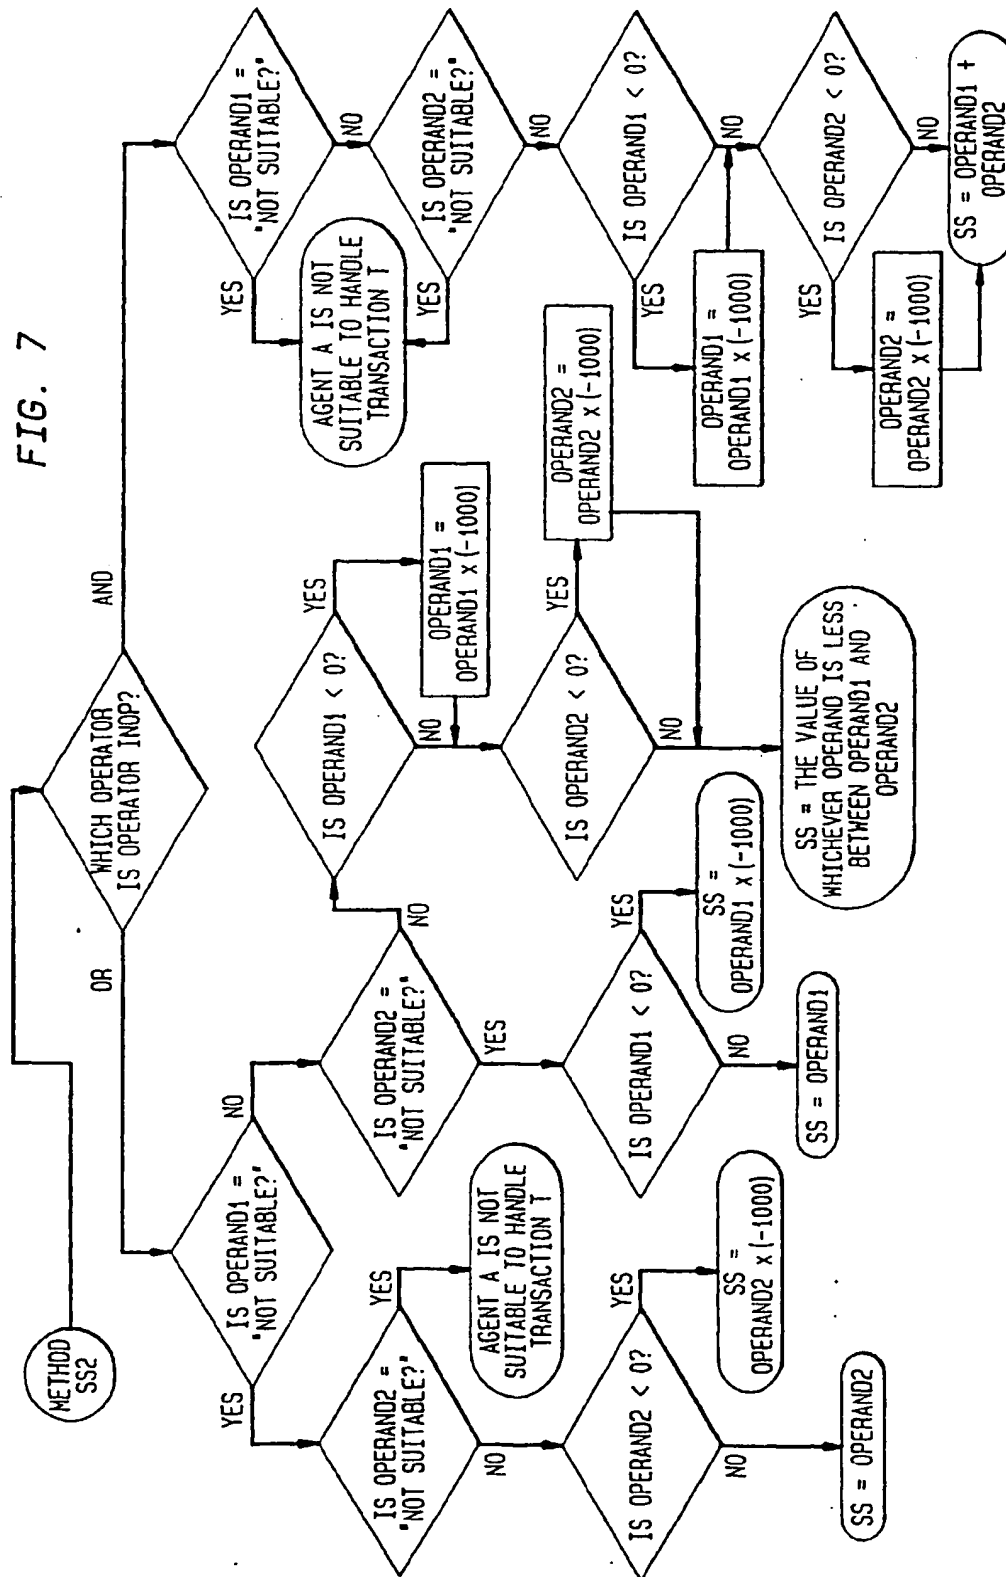 FIG. 7
METHOD
SS2
WHICH OPERATOR
IS OPERATOR INOP?
OR
AND
IS OPERAND1 =
"NOT SUITABLE?"
YES
NO
IS OPERAND2 =
"NOT SUITABLE?"
YES
NO
AGENT A IS NOT
SUITABLE TO HANDLE
TRANSACTION T
IS OPERAND2 < 0?
YES
NO
SS =
OPERAND2 x (-1000)
SS = OPERAND2
IS OPERAND2 =
"NOT SUITABLE?"
NO
YES
IS OPERAND1 < 0?
YES
NO
SS =
OPERAND1 x (-1000)
SS = OPERAND1
IS OPERAND1 < 0?
YES
NO
OPERAND1 =
OPERAND1 x (-1000)
IS OPERAND2 < 0?
YES
NO
OPERAND2 =
OPERAND2 x (-1000)
SS = THE VALUE OF
WHICHEVER OPERAND IS LESS
BETWEEN OPERAND1 AND
OPERAND2
IS OPERAND1 =
"NOT SUITABLE?"
YES
NO
AGENT A IS NOT
SUITABLE TO HANDLE
TRANSACTION T
IS OPERAND2 =
"NOT SUITABLE?"
YES
NO
IS OPERAND1 < 0?
YES
NO
OPERAND1 =
OPERAND1 x (-1000)
IS OPERAND2 < 0?
YES
NO
OPERAND2 =
OPERAND2 x (-1000)
SS = OPERAND1 +
OPERAND2